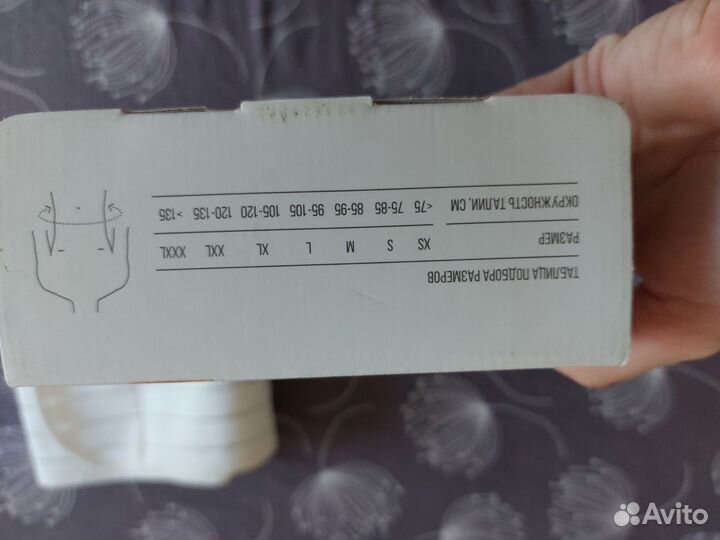 ТАБЛИЦА ПОДБОРА РАЗМЕРОВ
РАЗМЕР XS S M L XL XXL XXXL
ОКРУЖНОСТЬ ТАЛИИ, СМ <75 75-85 85-95 95-105 105-120 120-135 >135
Avito